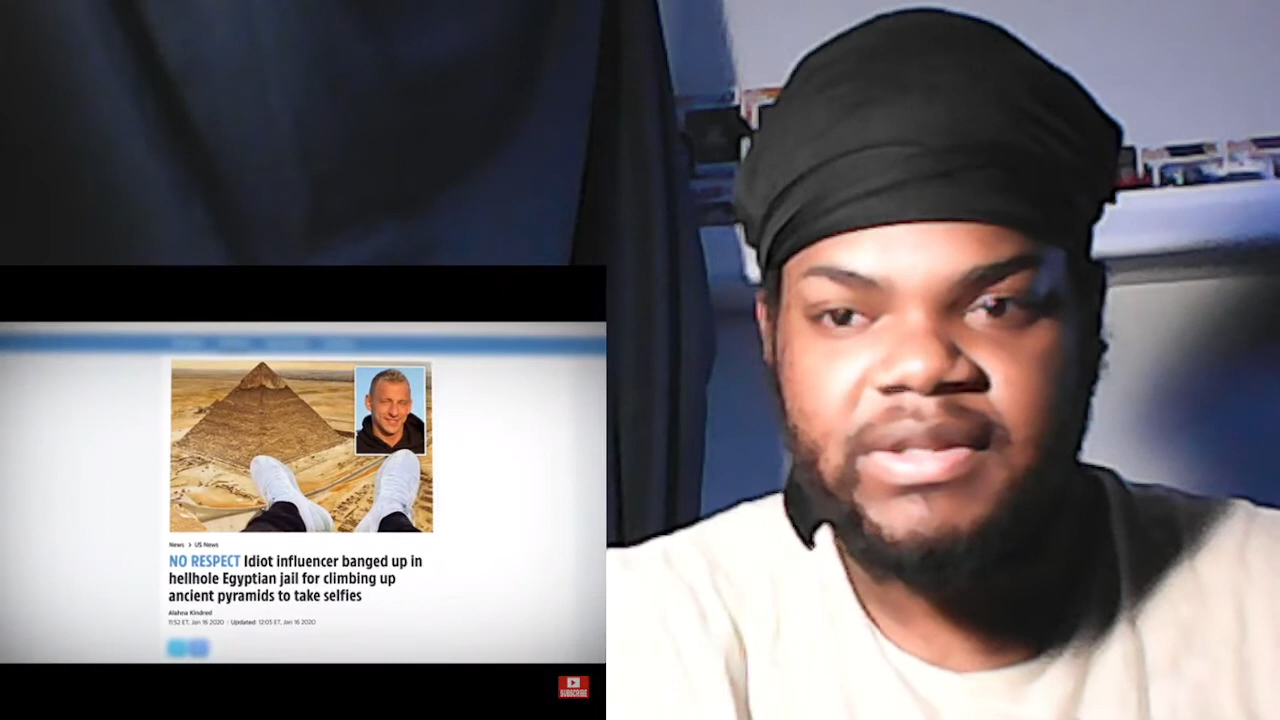 News > US News
NO RESPECT Idiot influencer banged up in
hellhole Egyptian jail for climbing up
ancient pyramids to take selfies
Alahna Kindred
11:52 ET, Jan 16 2020 | Updated: 12:05 ET, Jan 16 2020
SUBSCRIBE